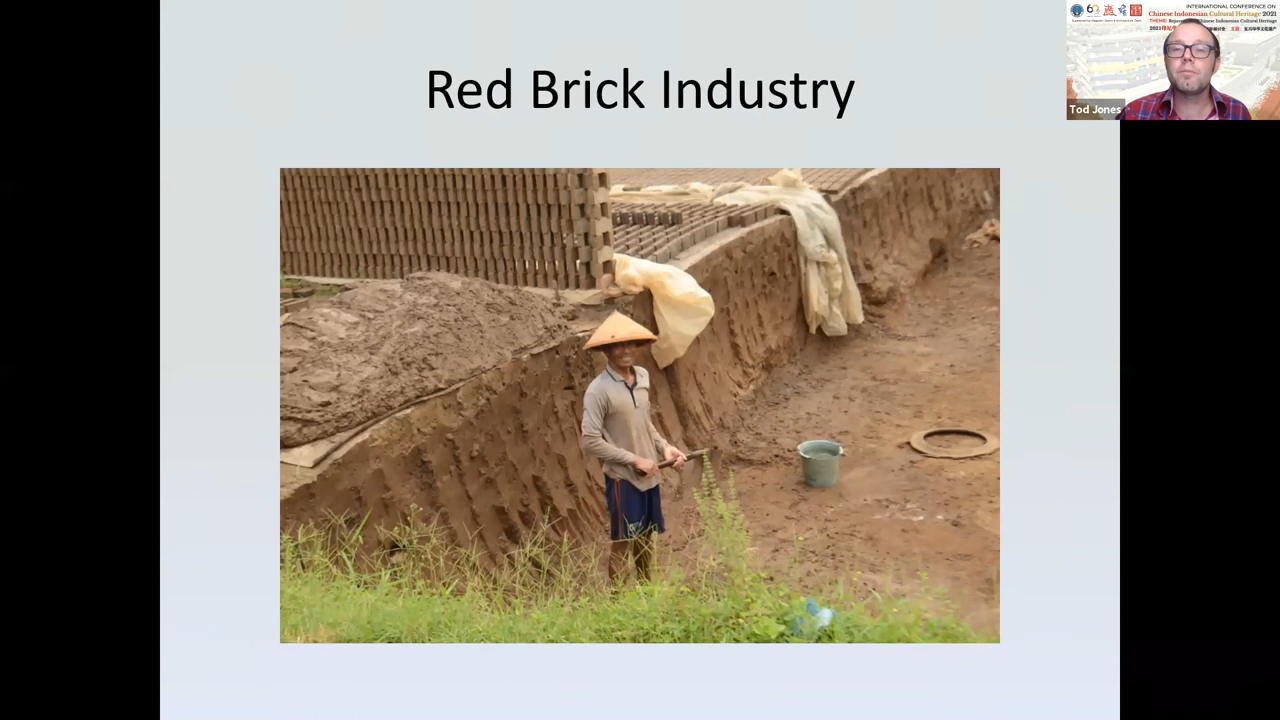 Red Brick Industry
INTERNATIONAL CONFERENCE ON
Chinese Indonesian Cultural Heritage 2021
Tod Jones